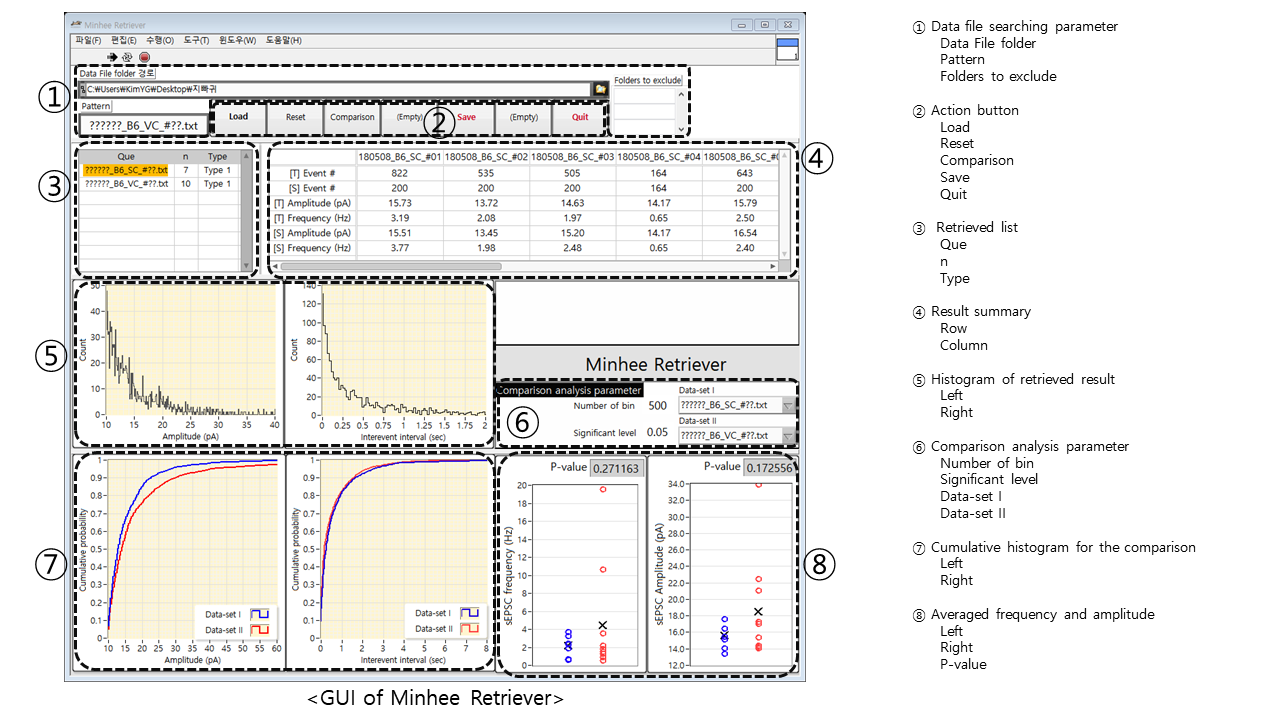 Minhee Retriever
파일(F) 편집(E) 수행(O) 도구(T) 윈도우(W) 도움말(H)
1
①
Data File folder 경로
C:₩Users₩KimYG₩Desktop₩지빠귀
Folders to exclude
Pattern
??????_B6_VC_#??.txt
②
Load Reset Comparison (Empty) Save (Empty) Quit
③
Que n Type
??????_B6_SC_#??.txt 7 Type 1
??????_B6_VC_#??.txt 10 Type 1
④
180508_B6_SC_#01 180508_B6_SC_#02 180508_B6_SC_#03 180508_B6_SC_#04 180508_B6_SC_#0
[T] Event # 822 535 505 164 643
[S] Event # 200 200 200 164 200
[T] Amplitude (pA) 15.73 13.72 14.63 14.17 15.79
[T] Frequency (Hz) 3.19 2.08 1.97 0.65 2.50
[S] Amplitude (pA) 15.51 13.45 15.20 14.17 16.54
[S] Frequency (Hz) 3.77 1.98 2.48 0.65 2.40
⑤
Count
50
40
30
20
10
0
10 15 20 25 30 35 40
Amplitude (pA)
Count
140
120
100
80
60
40
20
0
0 0.25 0.5 0.75 1 1.25 1.5 1.75 2
Interevent interval (sec)
Minhee Retriever
⑥
Comparison analysis parameter
Number of bin 500
Significant level 0.05
Data-set I
??????_B6_SC_#??.txt
Data-set II
??????_B6_VC_#??.txt
⑦
Cumulative probability
1
0.9
0.8
0.7
0.6
0.5
0.4
0.3
0.2
0.1
0
Data-set I
Data-set II
10 15 20 25 30 35 40 45 50 55 60
Amplitude (pA)
Cumulative probability
1
0.9
0.8
0.7
0.6
0.5
0.4
0.3
0.2
0.1
0
Data-set I
Data-set II
0 1 2 3 4 5 6 7 8
Interevent interval (sec)
⑧
P-value 0.271163
sEPSC frequency (Hz)
20
18
16
14
12
10
8
6
4
2
0
P-value 0.172556
sEPSC Amplitude (pA)
34.0
32.0
30.0
28.0
26.0
24.0
22.0
20.0
18.0
16.0
14.0
12.0
<GUI of Minhee Retriever>
① Data file searching parameter
Data File folder
Pattern
Folders to exclude
② Action button
Load
Reset
Comparison
Save
Quit
③ Retrieved list
Que
n
Type
④ Result summary
Row
Column
⑤ Histogram of retrieved result
Left
Right
⑥ Comparison analysis parameter
Number of bin
Significant level
Data-set I
Data-set II
⑦ Cumulative histogram for the comparison
Left
Right
⑧ Averaged frequency and amplitude
Left
Right
P-value